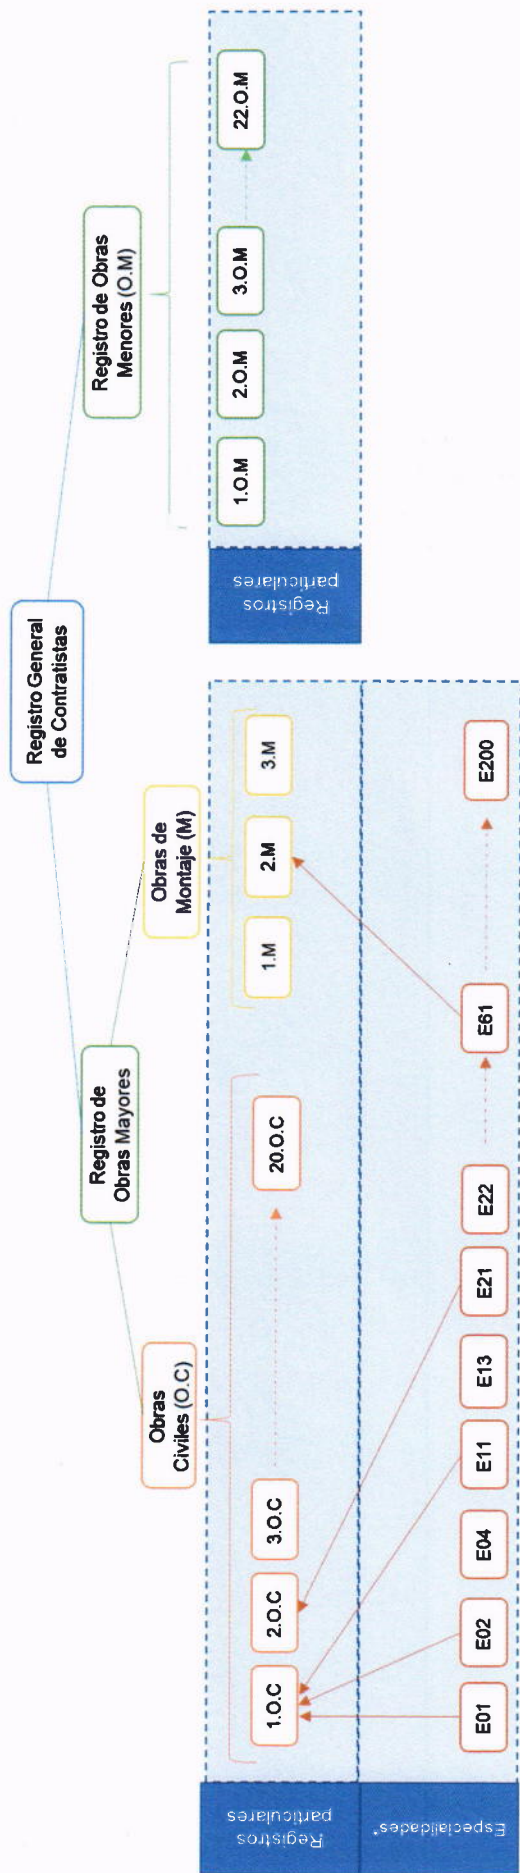 Registro General
de Contratistas
Registro de
Obras Mayores
Registro de Obras
Menores (O.M)
Obras
Civiles (O.C)
Obras de
Montaje (M)
Registros
particulares
1.O.C
2.O.C
3.O.C
20.O.C
1.M
2.M
3.M
Registros
particulares
1.O.M
2.O.M
3.O.M
22.O.M
Especialidades*
E01
E02
E04
E11
E13
E21
E22
E61
E200